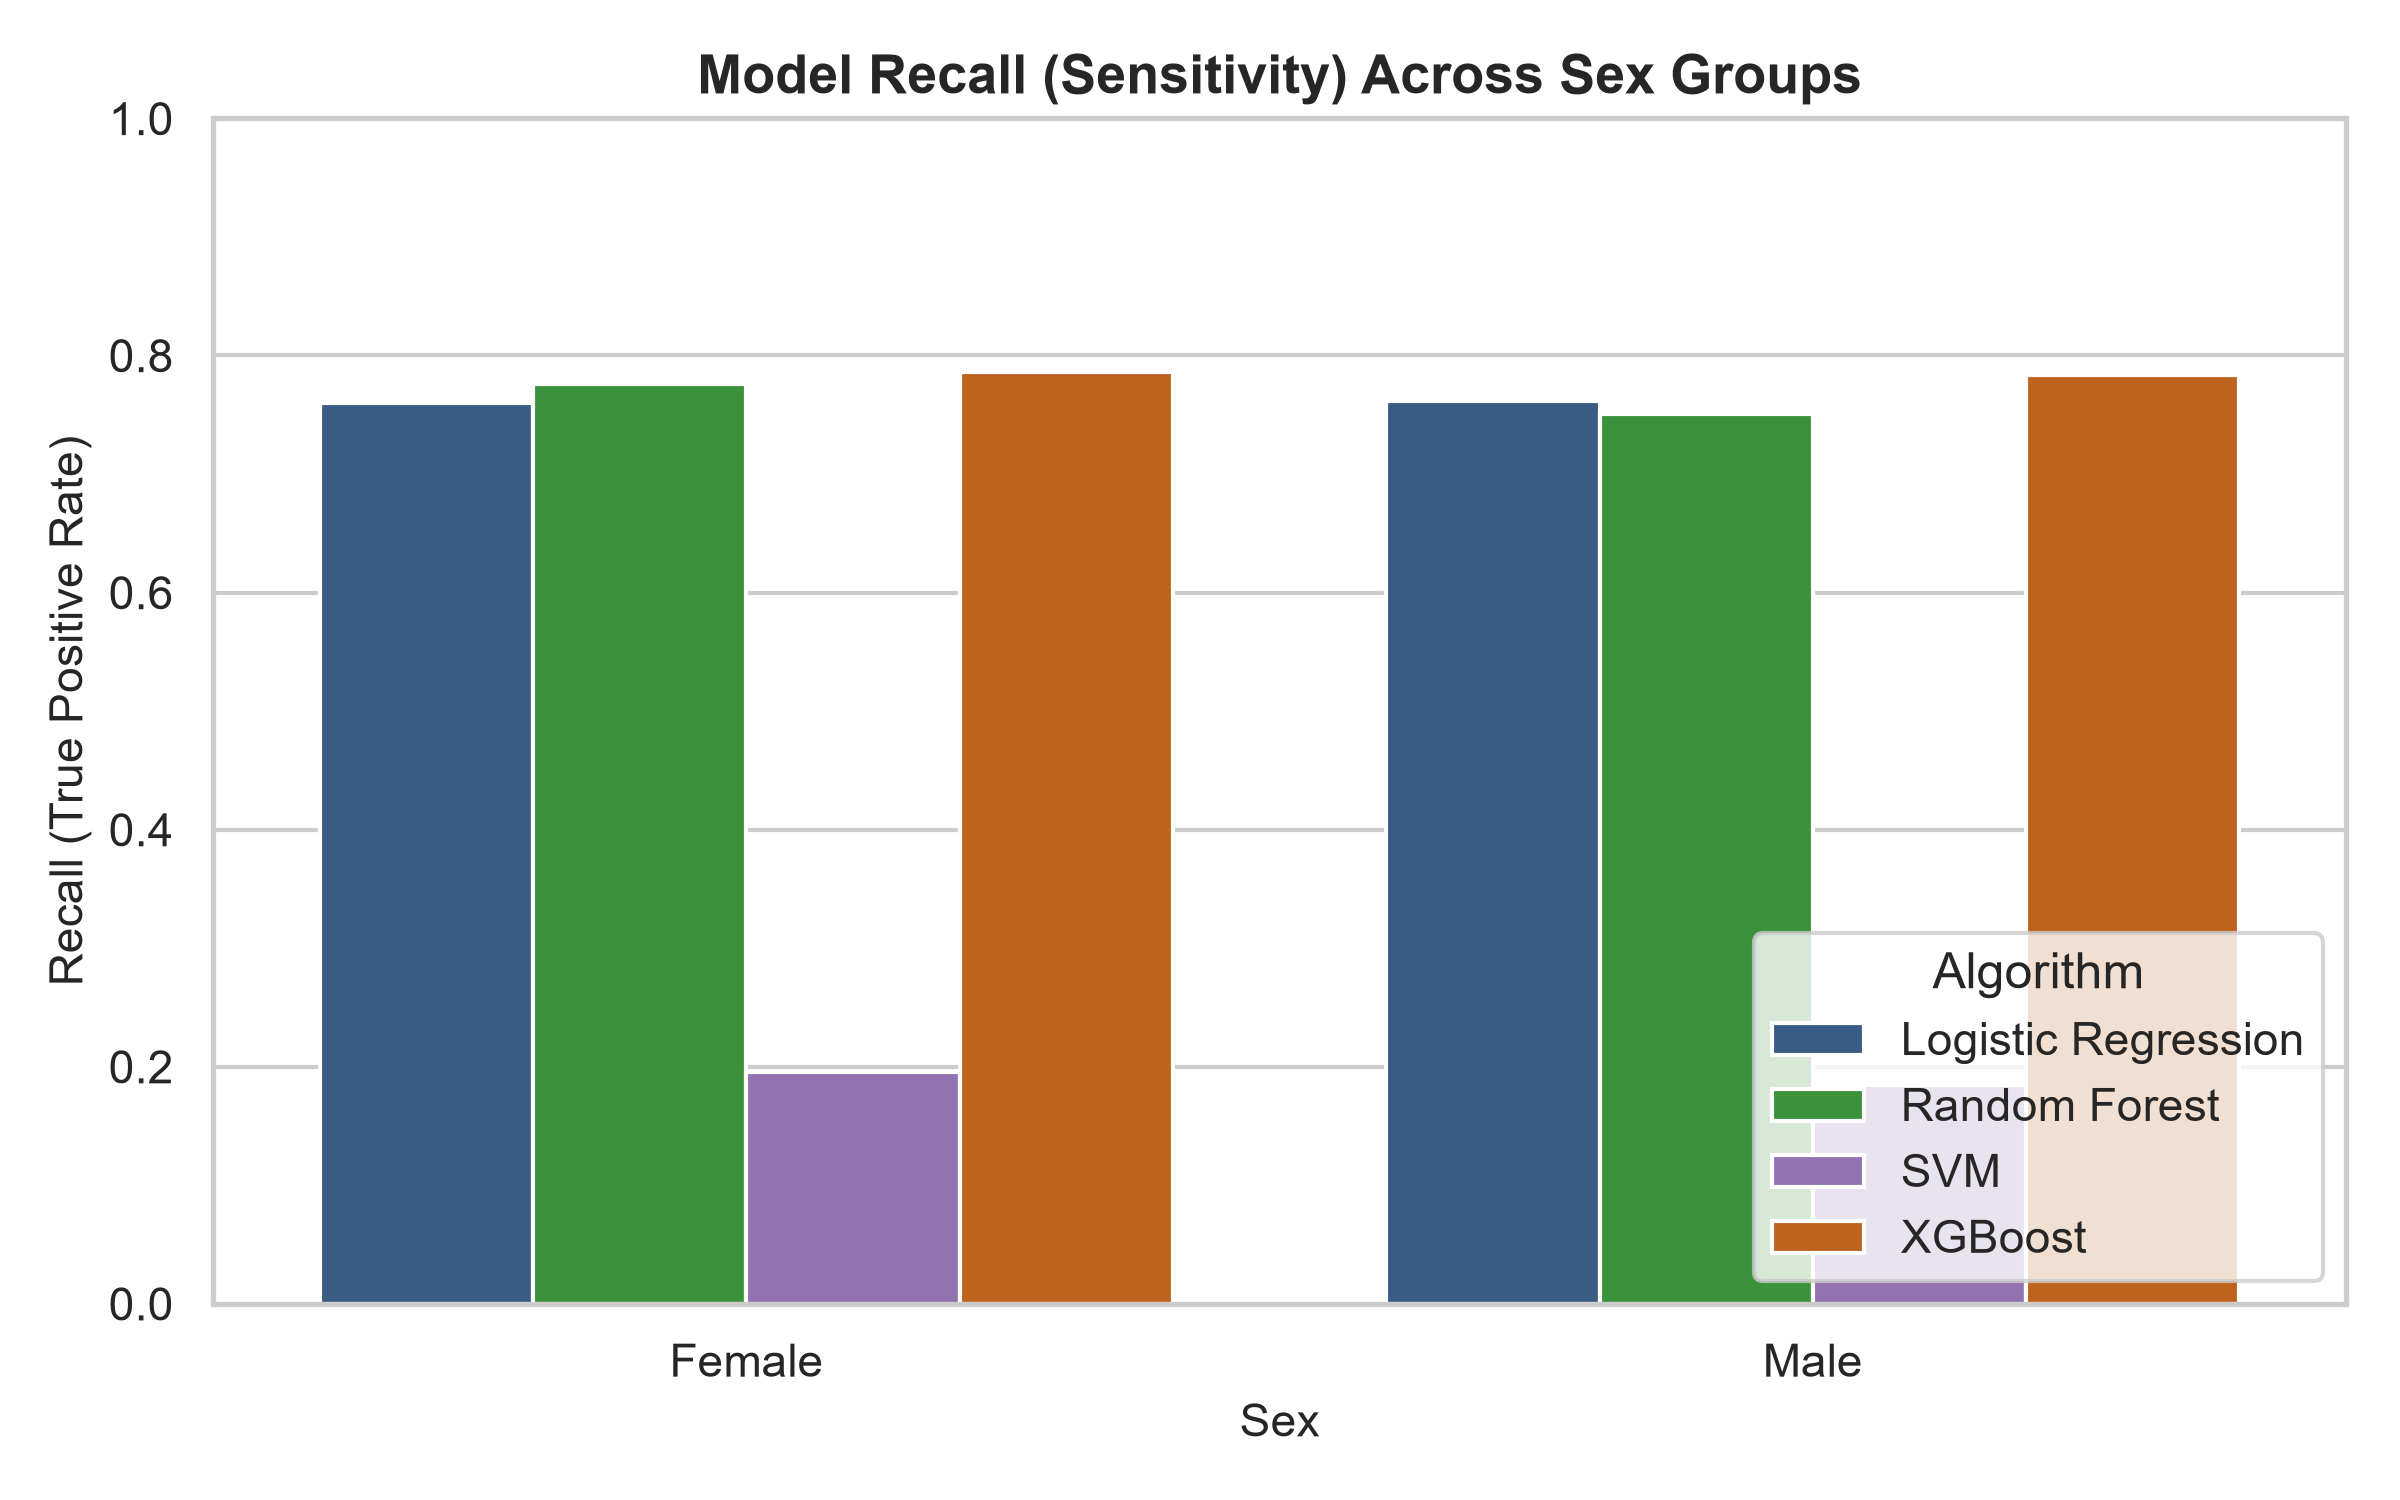 Model Recall (Sensitivity) Across Sex Groups
1.0
0.8
0.6
0.4
0.2
0.0
Recall (True Positive Rate)
Algorithm
Logistic Regression
Random Forest
SVM
XGBoost
Female
Male
Sex